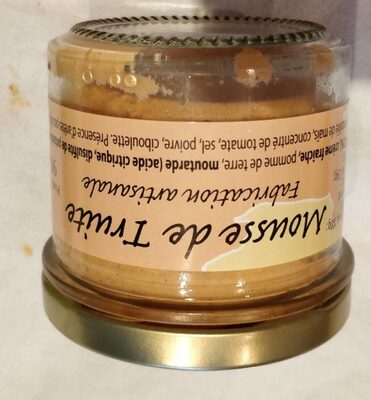 Mousse de Truite
Fabrication artisanale
crème fraîche, pomme de terre, moutarde (acide citrique, disulfite de
de maïs, concentré de tomate, sel, poivre, ciboulette. Présence d'arêtes